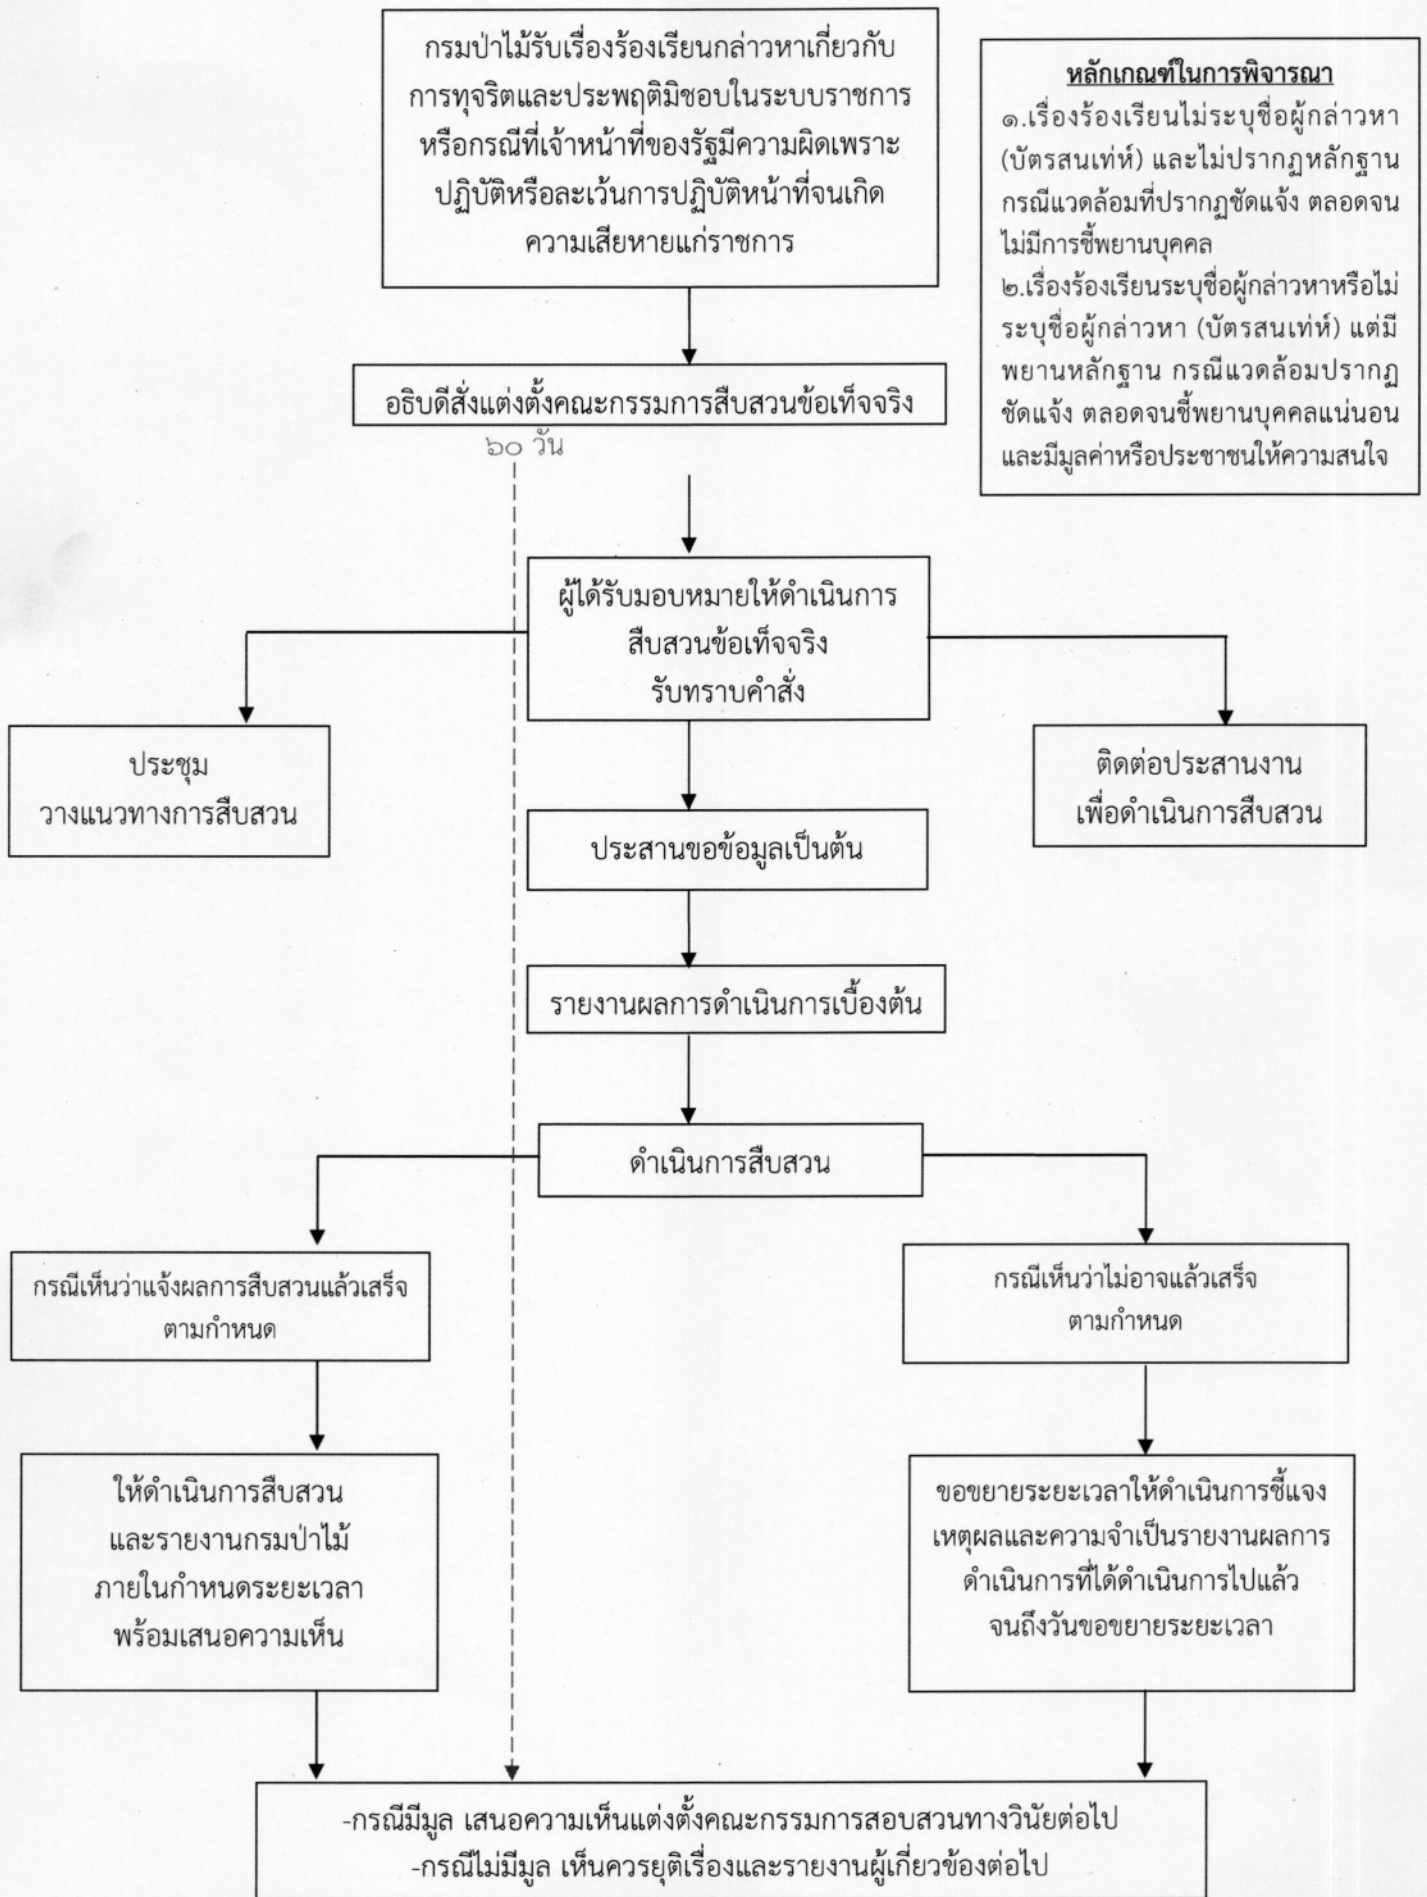 กรมป่าไม้รับเรื่องร้องเรียนกล่าวหาเกี่ยวกับ
การทุจริตและประพฤติมิชอบในระบบราชการ
หรือกรณีที่เจ้าหน้าที่ของรัฐมีความผิดเพราะ
ปฏิบัติหรือละเว้นการปฏิบัติหน้าที่จนเกิด
ความเสียหายแก่ราชการ
หลักเกณฑ์ในการพิจารณา
๑.เรื่องร้องเรียนไม่ระบุชื่อผู้กล่าวหา
(บัตรสนเท่ห์) และไม่ปรากฏหลักฐาน
กรณีแวดล้อมที่ปรากฏชัดแจ้ง ตลอดจน
ไม่มีการชี้พยานบุคคล
๒.เรื่องร้องเรียนระบุชื่อผู้กล่าวหาหรือไม่
ระบุชื่อผู้กล่าวหา (บัตรสนเท่ห์) แต่มี
พยานหลักฐาน กรณีแวดล้อมปรากฏ
ชัดแจ้ง ตลอดจนชี้พยานบุคคลแน่นอน
และมีมูลค่าหรือประชาชนให้ความสนใจ
อธิบดีสั่งแต่งตั้งคณะกรรมการสืบสวนข้อเท็จจริง
๖๐ วัน
ผู้ได้รับมอบหมายให้ดำเนินการ
สืบสวนข้อเท็จจริง
รับทราบคำสั่ง
ประชุม
วางแนวทางการสืบสวน
ติดต่อประสานงาน
เพื่อดำเนินการสืบสวน
ประสานขอข้อมูลเป็นต้น
รายงานผลการดำเนินการเบื้องต้น
ดำเนินการสืบสวน
กรณีเห็นว่าแจ้งผลการสืบสวนแล้วเสร็จ
ตามกำหนด
กรณีเห็นว่าไม่อาจแล้วเสร็จ
ตามกำหนด
ให้ดำเนินการสืบสวน
และรายงานกรมป่าไม้
ภายในกำหนดระยะเวลา
พร้อมเสนอความเห็น
ขอขยายระยะเวลาให้ดำเนินการชี้แจง
เหตุผลและความจำเป็นรายงานผลการ
ดำเนินการที่ได้ดำเนินการไปแล้ว
จนถึงวันขอขยายระยะเวลา
-กรณีมีมูล เสนอความเห็นแต่งตั้งคณะกรรมการสอบสวนทางวินัยต่อไป
-กรณีไม่มีมูล เห็นควรยุติเรื่องและรายงานผู้เกี่ยวข้องต่อไป